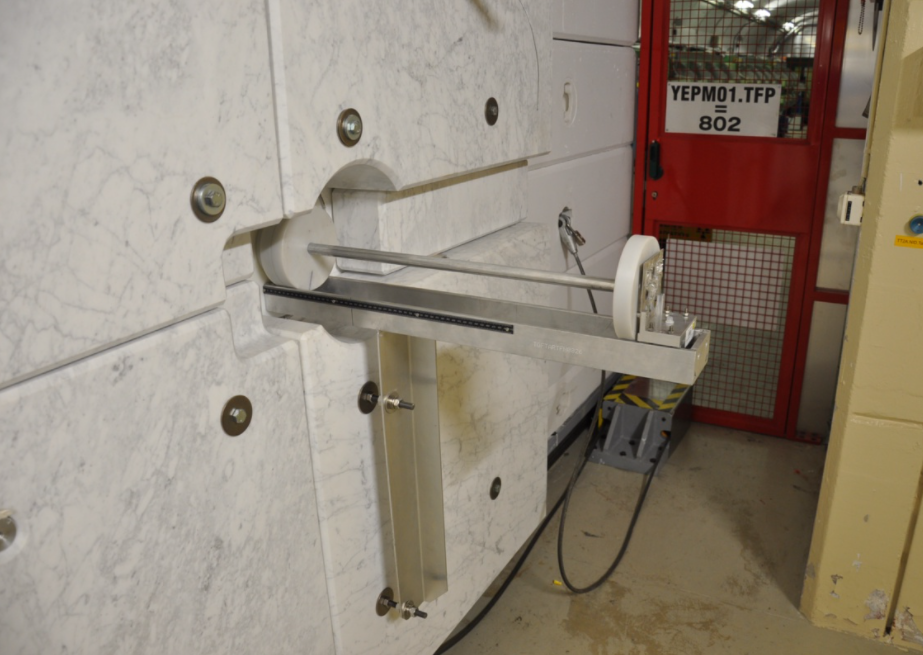 YEPM01.TFP
=
802